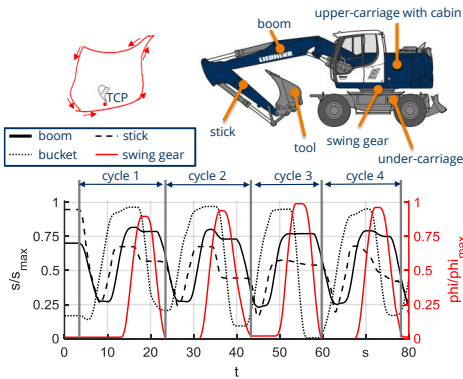 upper-carriage with cabin
boom
LIEBHERR
TCP
stick
tool
swing gear
under-carriage
boom stick
bucket swing gear
cycle 1 cycle 2 cycle 3 cycle 4
s/s_max
1
0.75
0.5
0.25
0
phi/phi_max
1
0.75
0.5
0.25
0
0 10 20 30 40 50 60 s 80
t